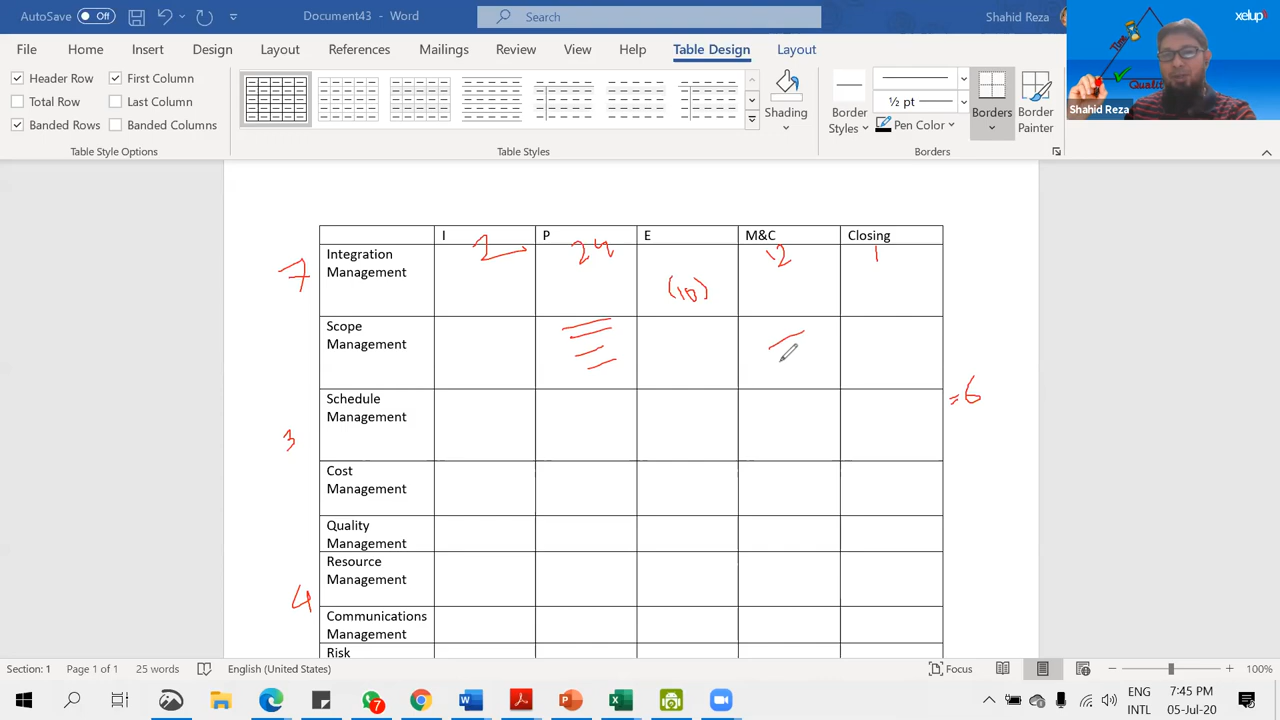 AutoSave Off Document43 - Word Search Shahid Reza xelup
File Home Insert Design Layout References Mailings Review View Help Table Design Layout
Time
Quality
Shahid Reza
Header Row First Column
Total Row Last Column
Banded Rows Banded Columns
Shading
Border Styles
½ pt
Pen Color
Borders
Border Painter
Table Style Options Table Styles Borders
I P E M&C Closing
2 24 (10) 12 1
7 Integration
Management
Scope
Management
= 6
Schedule
Management
3
Cost
Management
Quality
Management
Resource
Management
4
Communications
Management
Risk
Section: 1 Page 1 of 1 25 words English (United States) Focus 100%
7
ENG
INTL
7:45 PM
05-Jul-20